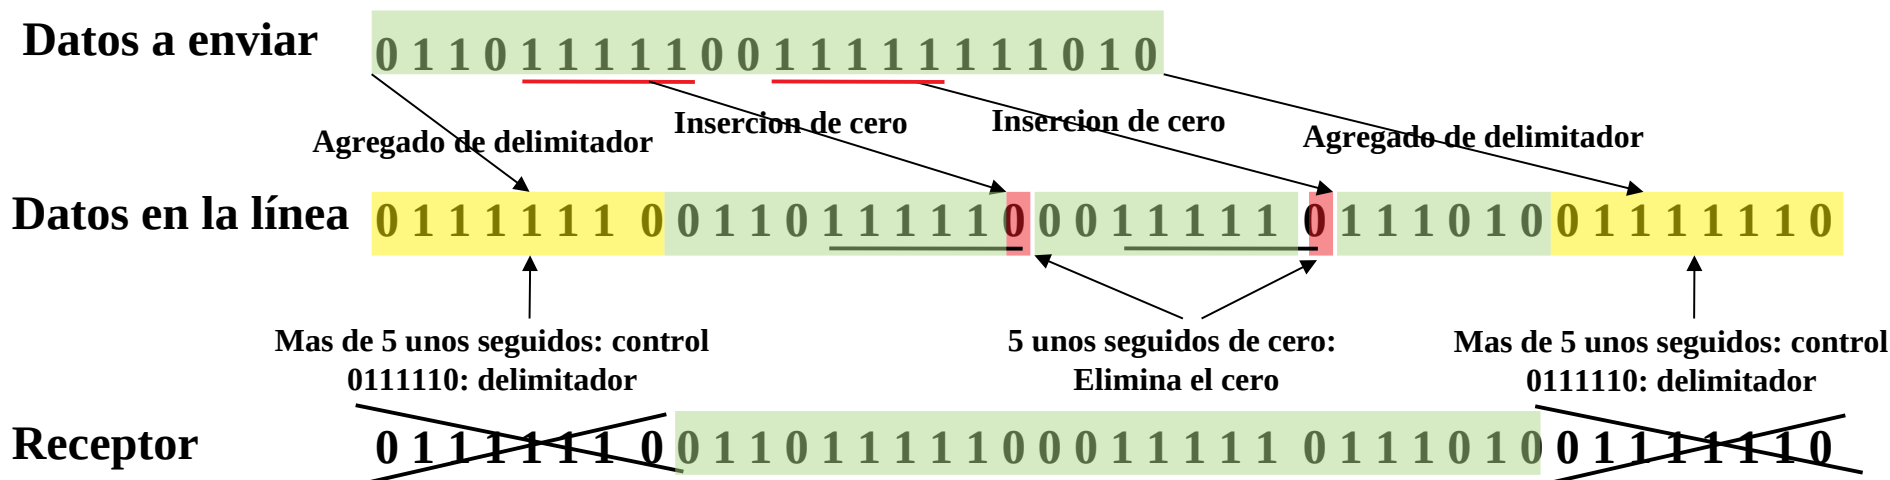 Datos a enviar
0 1 1 0 1 1 1 1 1 0 0 1 1 1 1 1 1 1 1 0 1 0
Agregado de delimitador
Insercion de cero
Insercion de cero
Agregado de delimitador
Datos en la línea
0 1 1 1 1 1 1 0 0 1 1 0 1 1 1 1 1 0 0 0 1 1 1 1 1 0 1 1 1 0 1 0 0 1 1 1 1 1 1 0
Mas de 5 unos seguidos: control
0111110: delimitador
5 unos seguidos de cero:
Elimina el cero
Mas de 5 unos seguidos: control
0111110: delimitador
Receptor
0 1 1 1 1 1 1 0 0 1 1 0 1 1 1 1 1 0 0 0 1 1 1 1 1 0 1 1 1 0 1 0 0 1 1 1 1 1 1 0